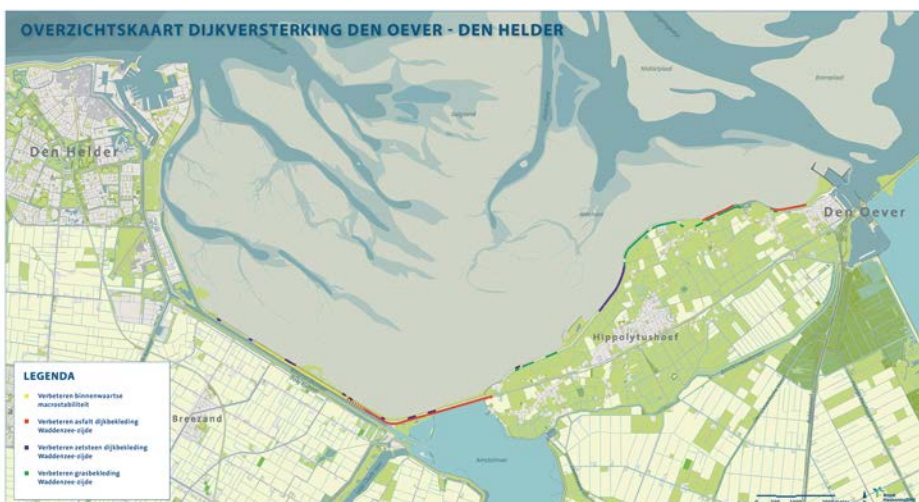 OVERZICHTSKAART DIJKVERSTERKING DEN OEVER - DEN HELDER
Den Helder
Den Oever
Hippolytushoef
Breezand
Amstelmeer
LEGENDA
Verbeteren binnenwaartse
macrostabiliteit
Verbeteren asfalt dijkbekleding
Waddenzee-zijde
Verbeteren zetsteen dijkbekleding
Waddenzee-zijde
Verbeteren grasbekleding
Waddenzee-zijde